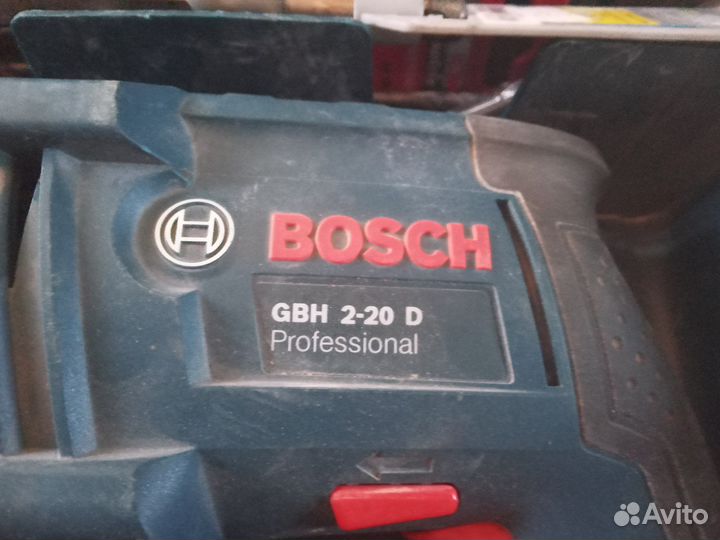 BOSCH
GBH 2-20 D
Professional
Avito